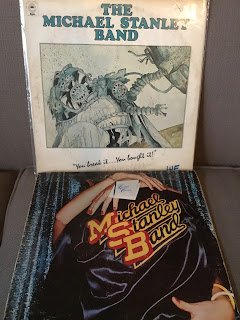 THE
MICHAEL STANLEY
BAND
"You break it...You bought it!"
Michael
Stanley
Band